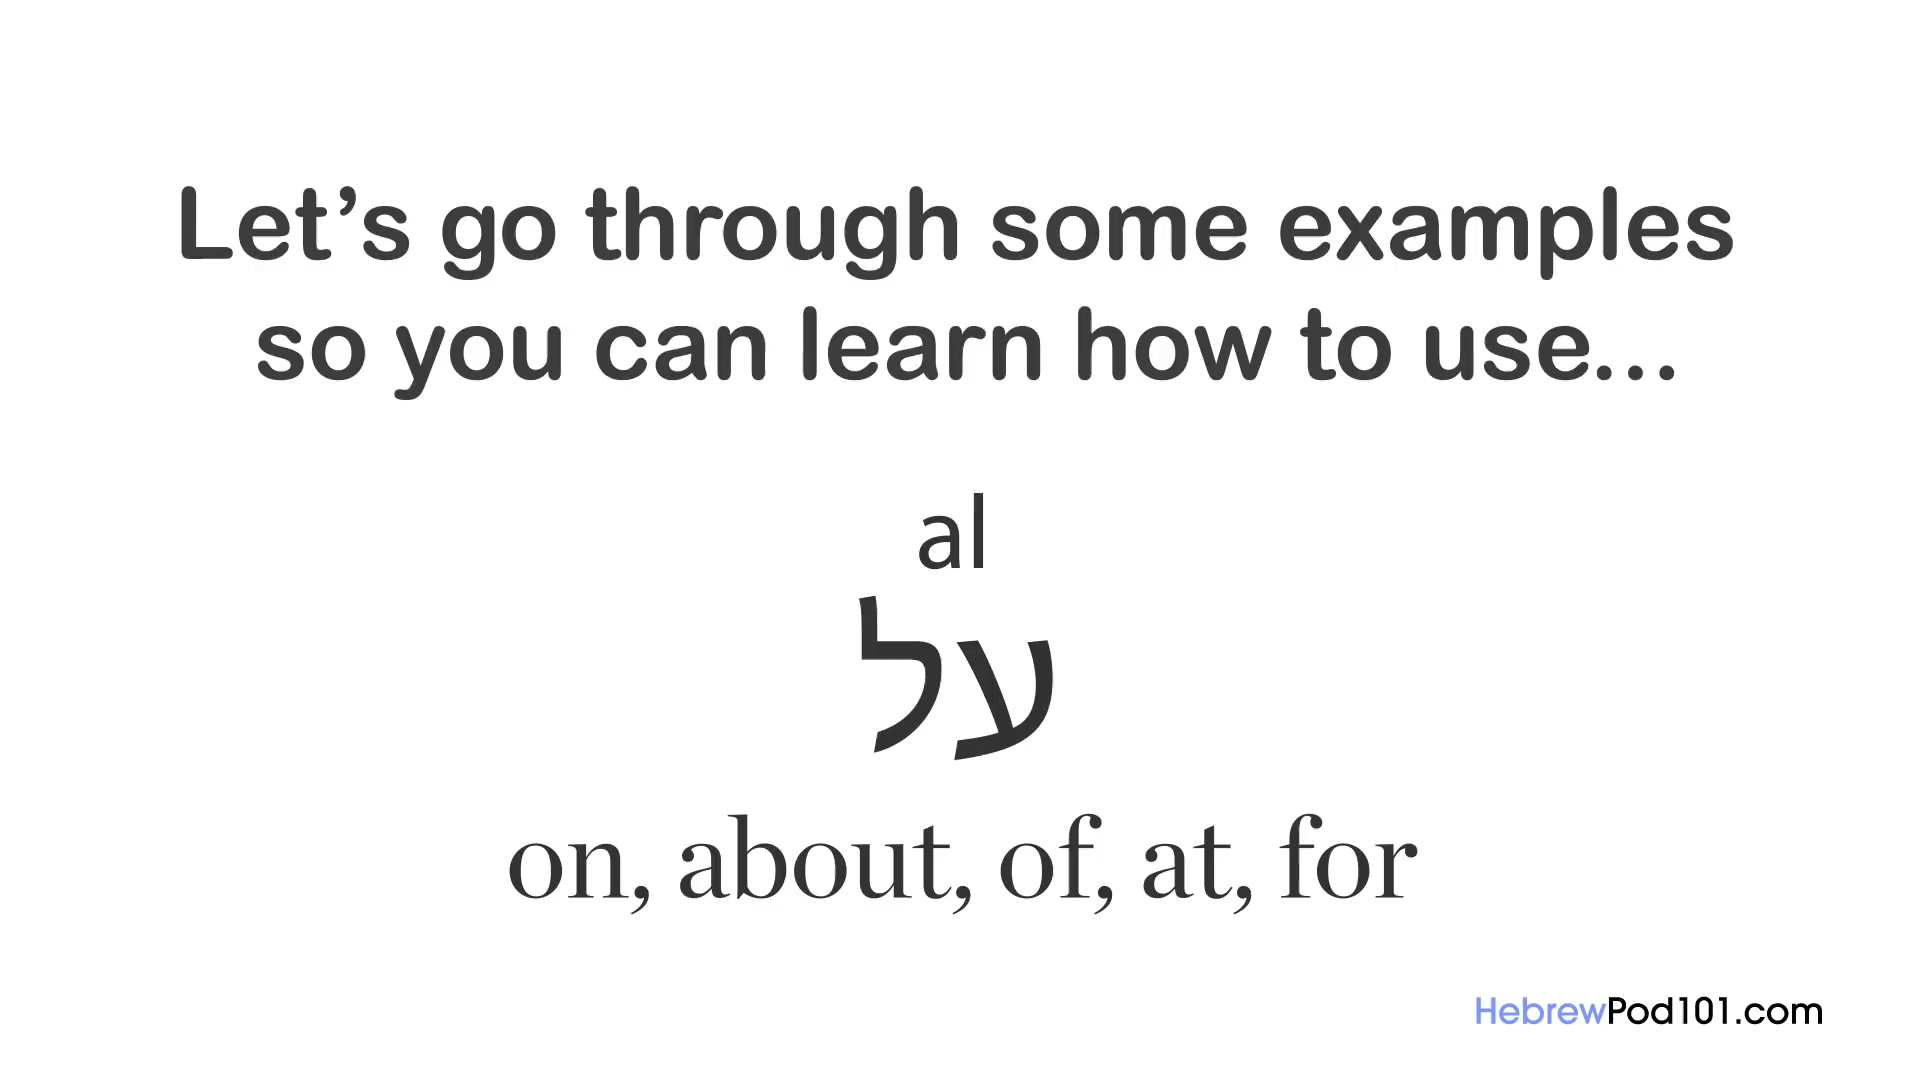 Let’s go through some examples
so you can learn how to use...
al
על
on, about, of, at, for
HebrewPod101.com